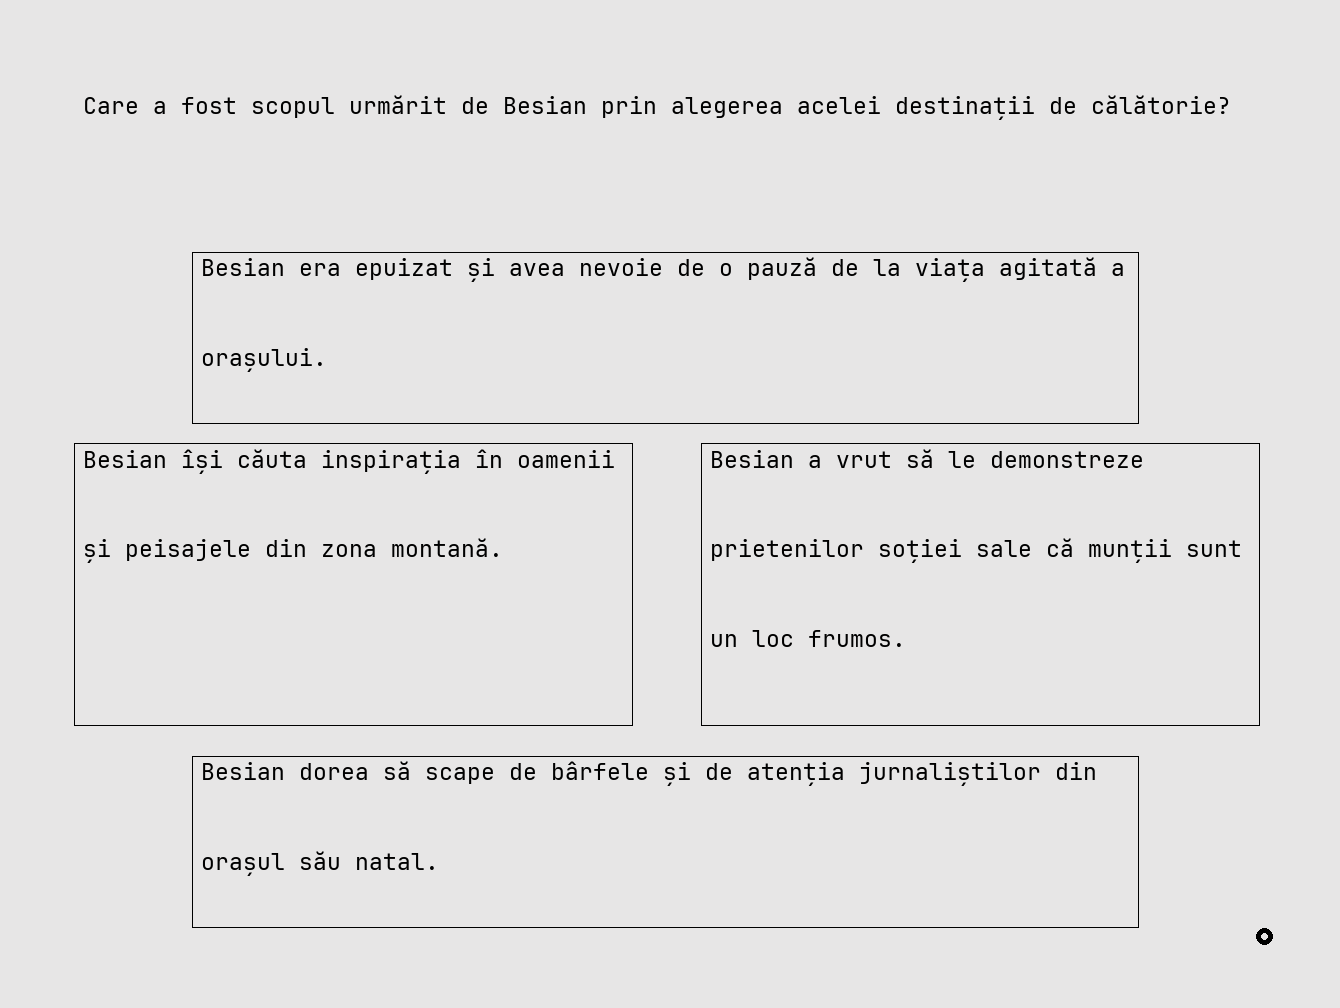 Care a fost scopul urmărit de Besian prin alegerea acelei destinații de călătorie?
Besian era epuizat și avea nevoie de o pauză de la viața agitată a
orașului.
Besian își căuta inspirația în oamenii
și peisajele din zona montană.
Besian a vrut să le demonstreze
prietenilor soției sale că munții sunt
un loc frumos.
Besian dorea să scape de bârfele și de atenția jurnaliștilor din
orașul său natal.